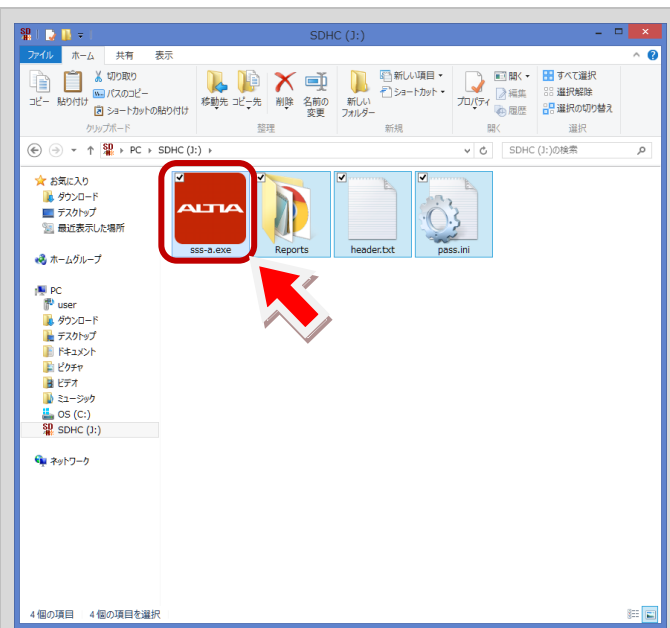 SDHC (J:)
ファイル ホーム 共有 表示
コピー 貼り付け 切り取り パスのコピー ショートカットの貼り付け
移動先 コピー先 削除 名前の変更
新しいフォルダー 新しい項目 ショートカット
プロパティ 開く 編集 履歴
すべて選択 選択解除 選択の切り替え
クリップボード 整理 新規 開く 選択
PC SDHC (J:) SDHC (J:)の検索
お気に入り
ダウンロード
デスクトップ
最近表示した場所
ホームグループ
PC
user
ダウンロード
デスクトップ
ドキュメント
ピクチャ
ビデオ
ミュージック
OS (C:)
SDHC (J:)
ネットワーク
ALTIA
sss-a.exe Reports header.txt pass.ini
4 個の項目 4 個の項目を選択